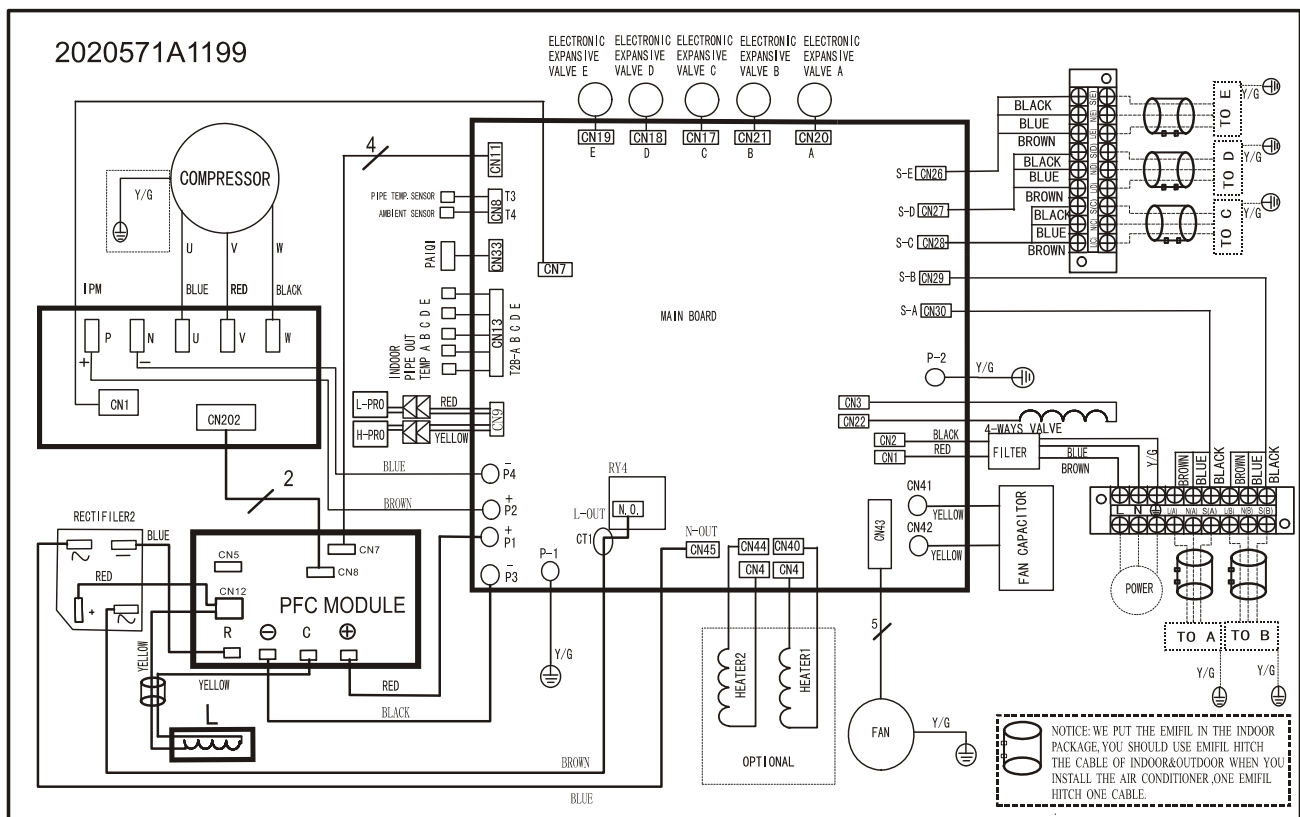 2020571A1199
ELECTRONIC EXPANSIVE VALVE E
ELECTRONIC EXPANSIVE VALVE D
ELECTRONIC EXPANSIVE VALVE C
ELECTRONIC EXPANSIVE VALVE B
ELECTRONIC EXPANSIVE VALVE A
CN19 CN18 CN17 CN21 CN20
E D C B A
COMPRESSOR
Y/G
U V W
BLUE RED BLACK
IPM
P N U V W
+ −
CN1
CN202
4
CN11
PIPE TEMP. SENSOR
AMBIENT SENSOR
CN8
T3
T4
PAIQI
CN33
CN7
INDOOR
PIPE OUT
TEMP A B C D E
CN13
T2B-A B C D E
L-PRO
H-PRO
RED
YELLOW
CN9
MAIN BOARD
BLUE
BROWN
− P4
+ P2
+ P1
− P3
2
RECTIFILER2
BLUE
RED
+
CN5
CN7
CN8
CN12
PFC MODULE
R ⊖ C ⊕
YELLOW
YELLOW
L
RED
BLACK
BROWN
BLUE
P-1
Y/G
RY4
N.O.
L-OUT
CT1
N-OUT
CN45
CN44 CN40
CN4 CN4
HEATER2
HEATER1
OPTIONAL
CN43
5
FAN
Y/G
CN41
YELLOW
CN42
YELLOW
FAN CAPACITOR
S-E CN26
S-D CN27
S-C CN28
S-B CN29
S-A CN30
P-2
Y/G
CN3
CN22
4-WAYS VALVE
CN2
CN1
BLACK
RED
FILTER
BLUE
BROWN
Y/G
BLACK
BLUE
BROWN
BLACK
BLUE
BROWN
BLACK
BLUE
BROWN
S(E)
N(E)
L(E)
S(D)
N(D)
L(D)
S(C)
N(C)
L(C)
TO E
Y/G
TO D
Y/G
TO C
Y/G
BROWN
BLUE
BLACK
BROWN
BLUE
BLACK
L N L(A) N(A) S(A) L(B) N(B) S(B)
POWER
TO A
TO B
Y/G
Y/G
NOTICE: WE PUT THE EMIFIL IN THE INDOOR
PACKAGE, YOU SHOULD USE EMIFIL HITCH
THE CABLE OF INDOOR&OUTDOOR WHEN YOU
INSTALL THE AIR CONDITIONER ,ONE EMIFIL
HITCH ONE CABLE.